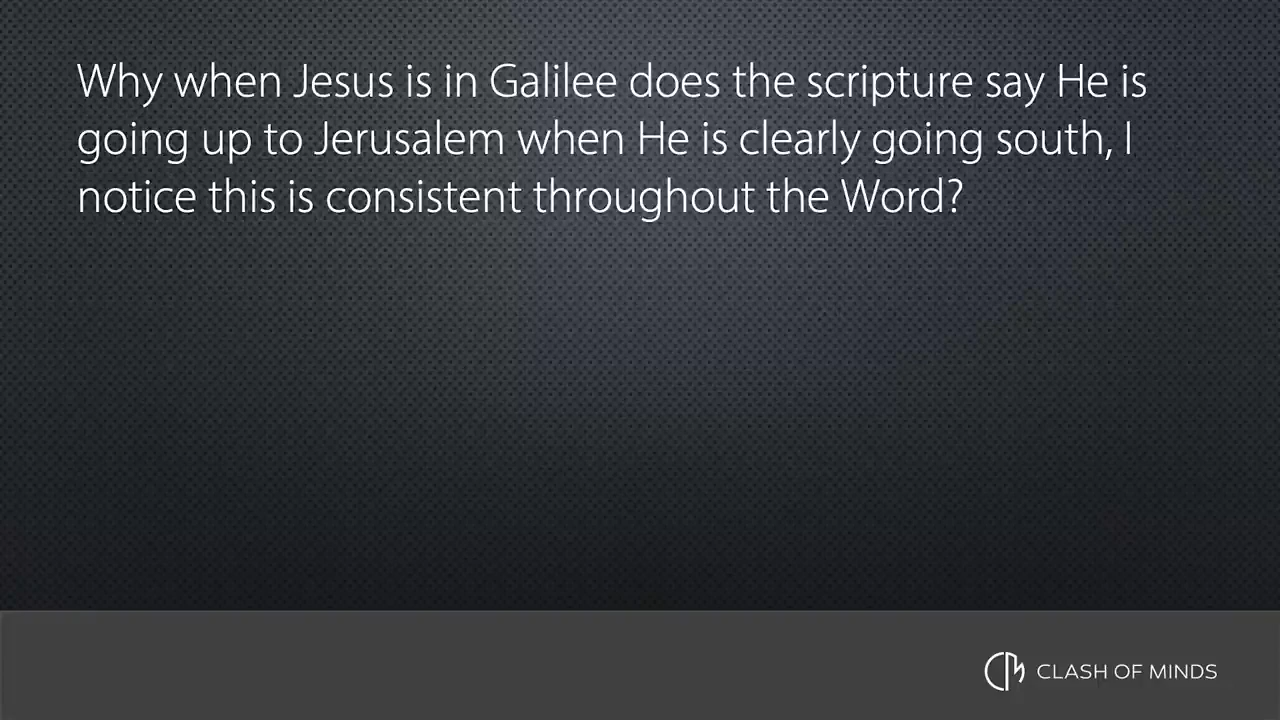 Why when Jesus is in Galilee does the scripture say He is
going up to Jerusalem when He is clearly going south, I
notice this is consistent throughout the Word?
CLASH OF MINDS